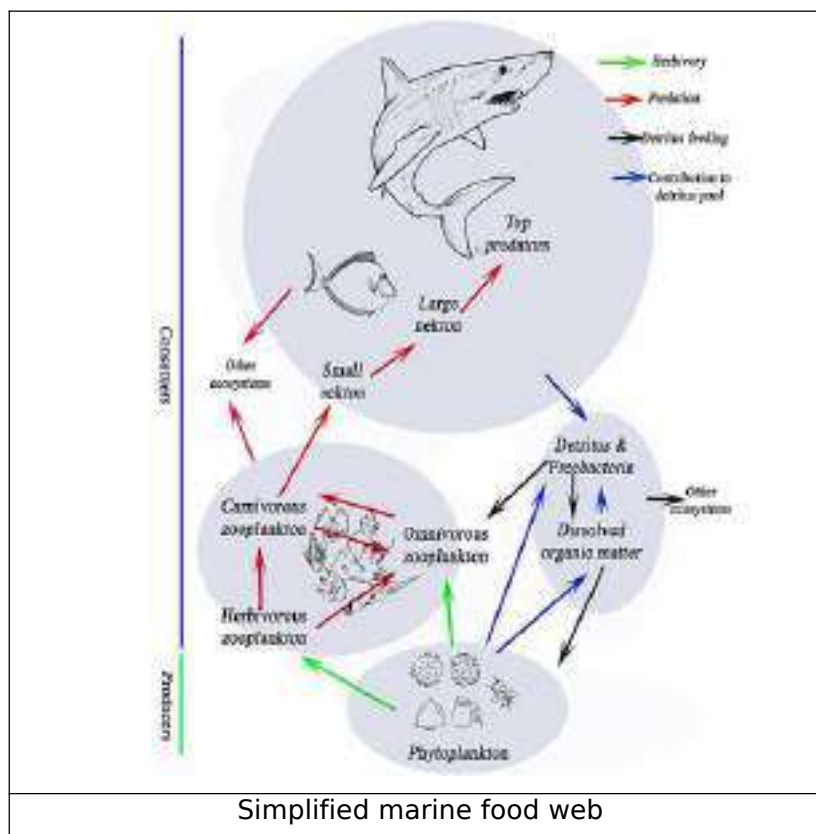 Herbivory
Predation
Detritus feeding
Contribution to
detritus pool
Top
predators
Large
nekton
Small
nekton
Other
ecosystems
Consumers
Detritus &
Freebacteria
Other
ecosystems
Dissolved
organic matter
Carnivorous
zooplankton
Omnivorous
zooplankton
Herbivorous
zooplankton
Producers
Phytoplankton
Simplified marine food web